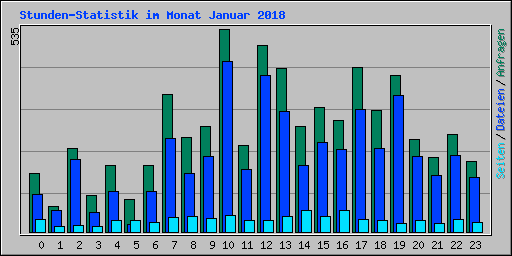 Stunden-Statistik im Monat Januar 2018
535
Seiten / Dateien / Anfragen
0 1 2 3 4 5 6 7 8 9 10 11 12 13 14 15 16 17 18 19 20 21 22 23